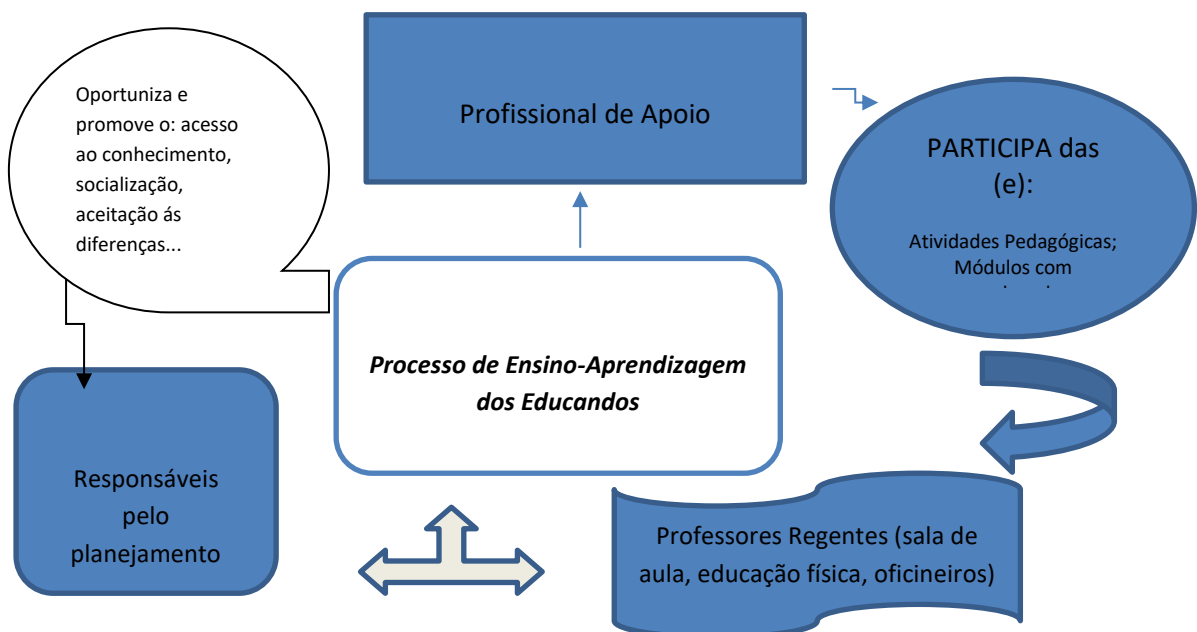 Oportuniza e
promove o: acesso
ao conhecimento,
socialização,
aceitação ás
diferenças...
Profissional de Apoio
PARTICIPA das
(e):
Atividades Pedagógicas;
Módulos com
Processo de Ensino-Aprendizagem
dos Educandos
Responsáveis
pelo
planejamento
Professores Regentes (sala de
aula, educação física, oficineiros)